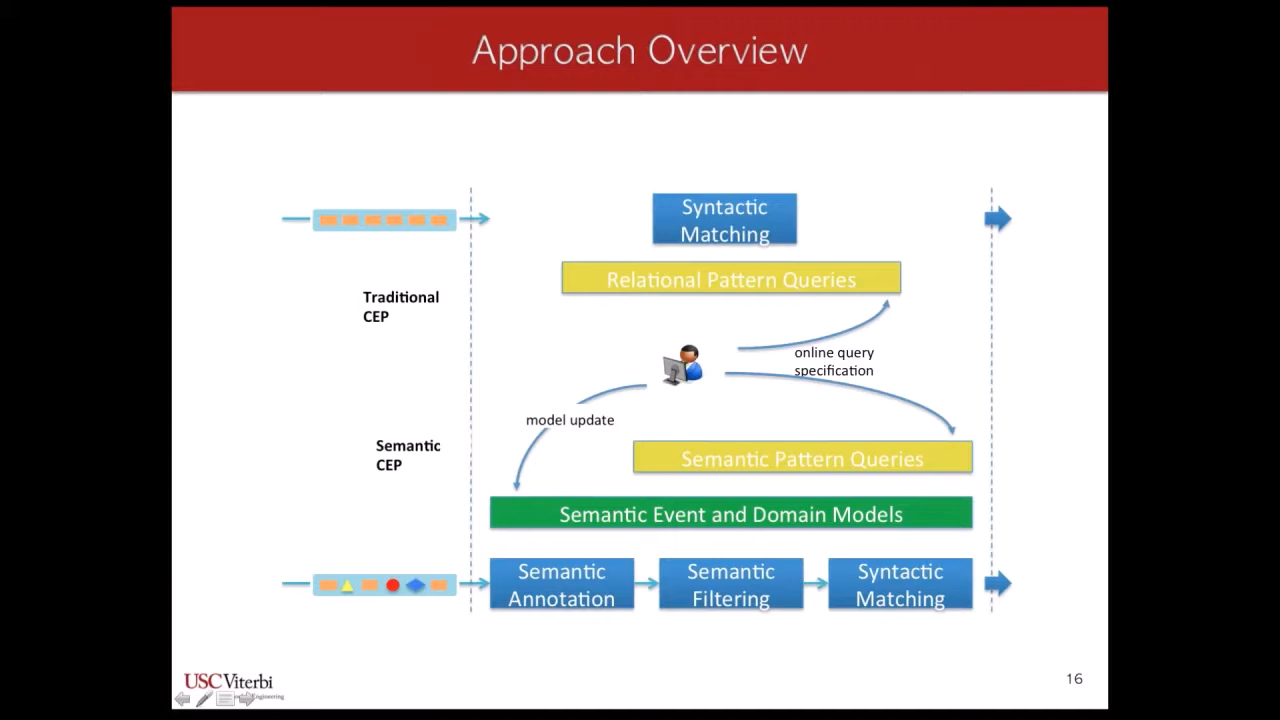 Approach Overview
Syntactic
Matching
Relational Pattern Queries
Traditional
CEP
online query
specification
model update
Semantic
CEP
Semantic Pattern Queries
Semantic Event and Domain Models
Semantic
Annotation
Semantic
Filtering
Syntactic
Matching
USC Viterbi
Engineering
16